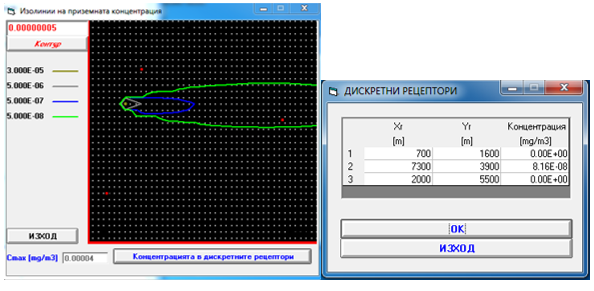 Изолинии на приземната концентрация
0.00000005
Контур
3.000E-05
5.000E-06
5.000E-07
5.000E-08
ИЗХОД
Cmax [mg/m3] 0.00004 Концентрацията в дискретните рецептори
ДИСКРЕТНИ РЕЦЕПТОРИ
Xr Yr Концентрация
[m] [m] [mg/m3]
1 700 1600 0.00E+00
2 7300 3900 8.16E-08
3 2000 5500 0.00E+00
OK
ИЗХОД